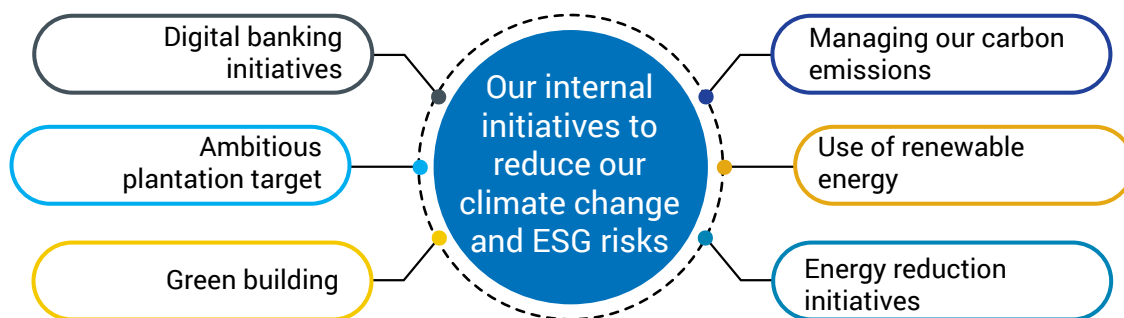 Digital banking
initiatives
Ambitious
plantation target
Green building
Our internal
initiatives to
reduce our
climate change
and ESG risks
Managing our carbon
emissions
Use of renewable
energy
Energy reduction
initiatives